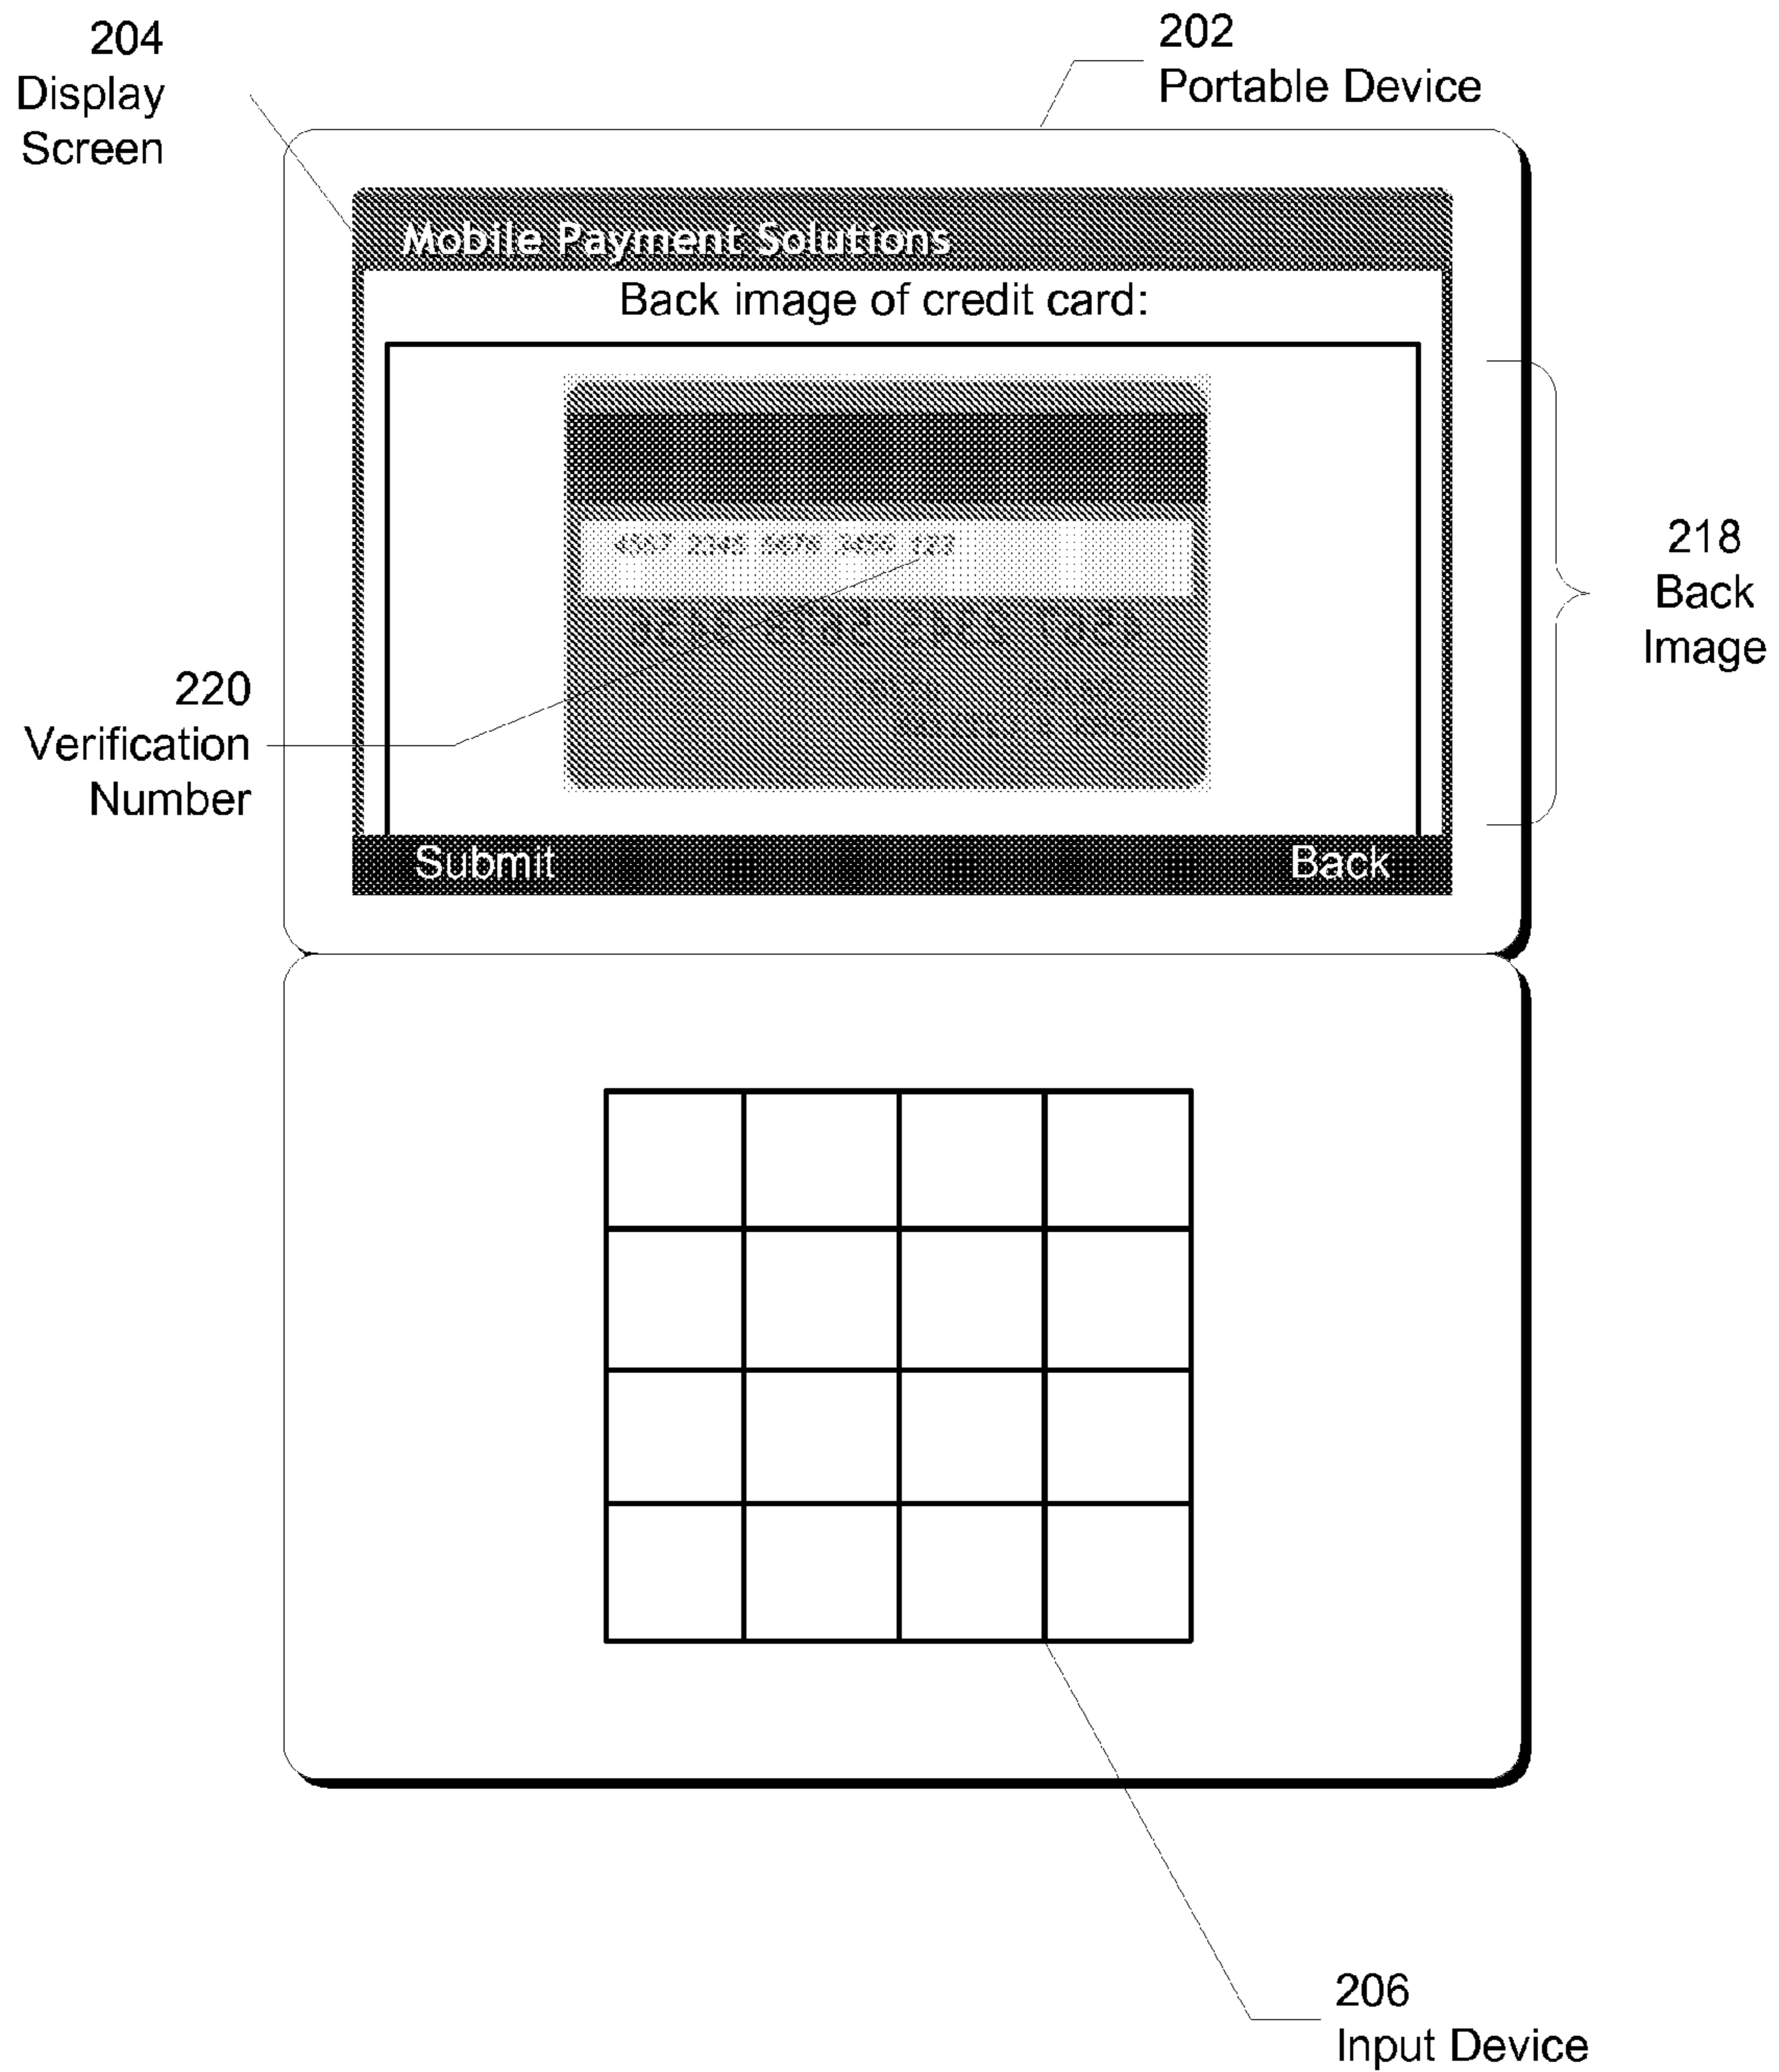 204
Display
Screen
202
Portable Device
Mobile Payment Solutions
Back image of credit card:
123
218
Back
Image
220
Verification
Number
Submit
Back
206
Input Device